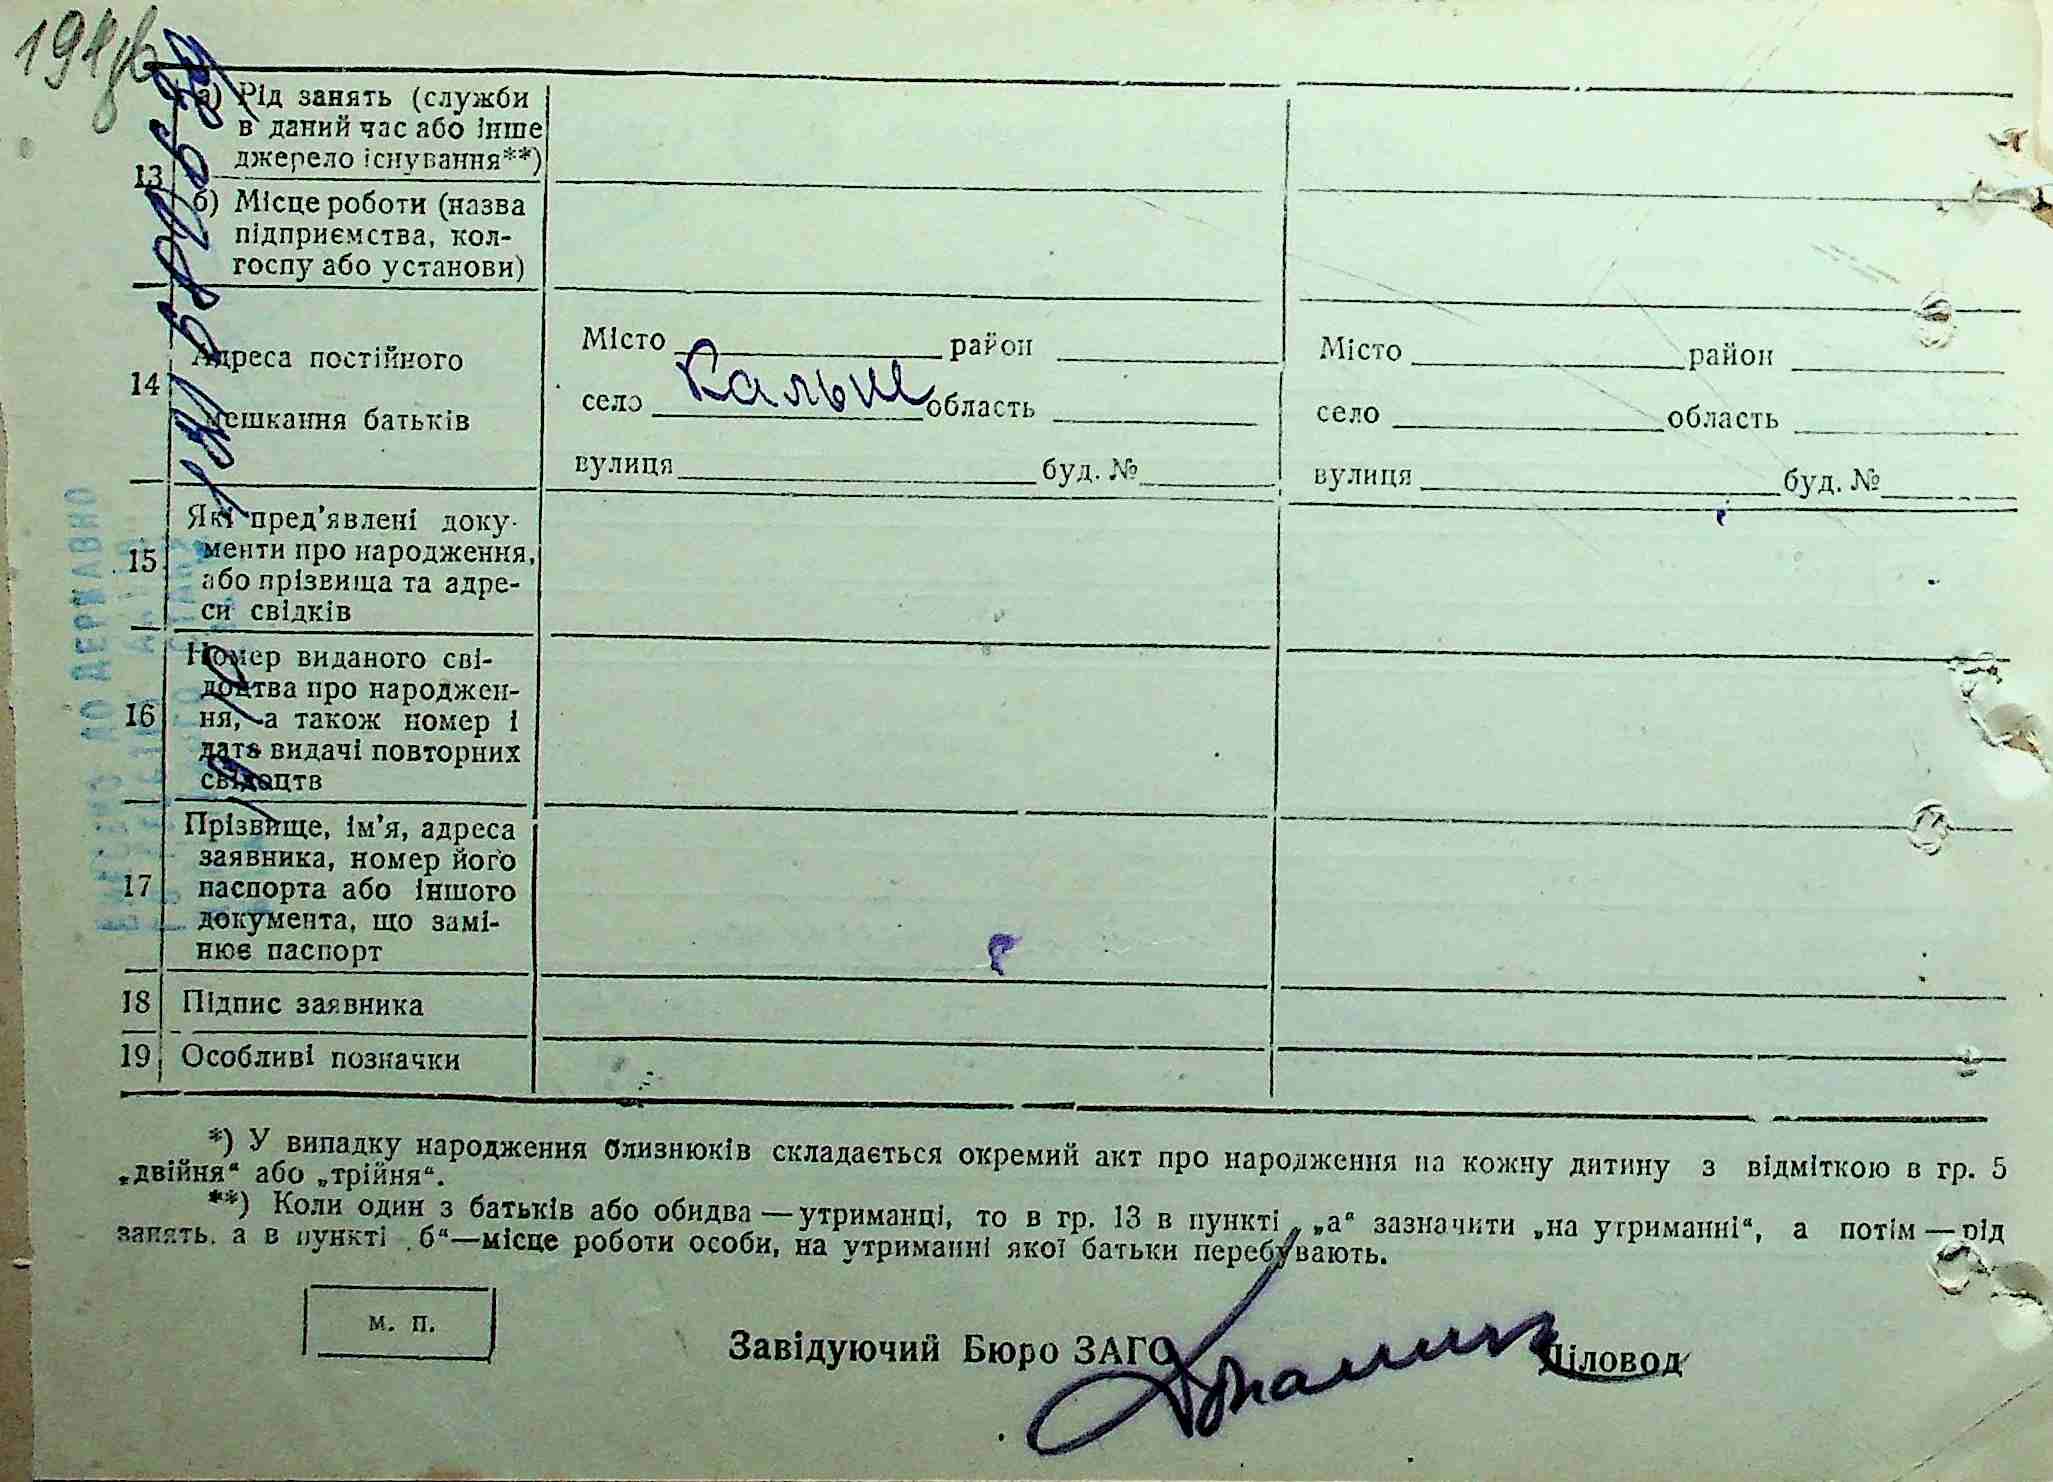 13
а) Рід занять (служби
в даний час або інше
джерело існування**)
б) Місце роботи (назва
підприємства, кол-
госпу або установи)
14
Адреса постійного
мешкання батьків
Місто район
село Кальни область
вулиця буд. №
Місто район
село область
вулиця буд. №
15
Які пред’явлені доку-
менти про народження,
або прізвища та адре-
си свідків
16
Номер виданого сві-
доцтва про народжен-
ня, а також номер і
дата видачі повторних
свідоцтв
17
Прізвище, ім’я, адреса
заявника, номер його
паспорта або іншого
документа, що замі-
нює паспорт
18 Підпис заявника
19 Особливі позначки
*) У випадку народження близнюків складається окремий акт про народження на кожну дитину з відміткою в гр. 5
„двійня“ або „трійня“.
**) Коли один з батьків або обидва — утриманці, то в гр. 13 в пункті „а“ зазначити „на утриманні“, а потім — рід
занять, а в пункті „б“ — місце роботи особи, на утриманні якої батьки перебувають.
м. п.
Завідуючий Бюро ЗАГС
Діловод